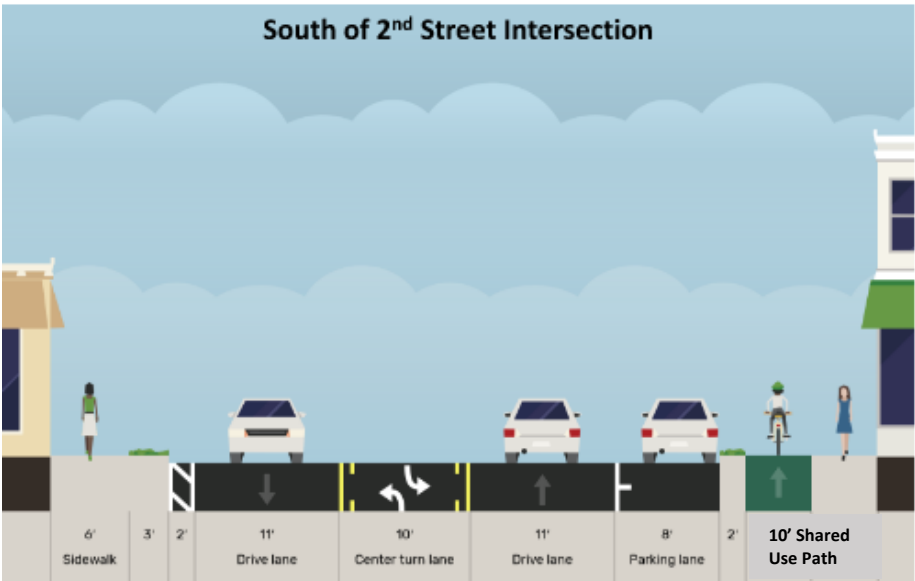 South of 2nd Street Intersection
6' 3' 2' 11' 10' 11' 8' 2' 10’ Shared
Sidewalk Drive lane Center turn lane Drive lane Parking lane Use Path